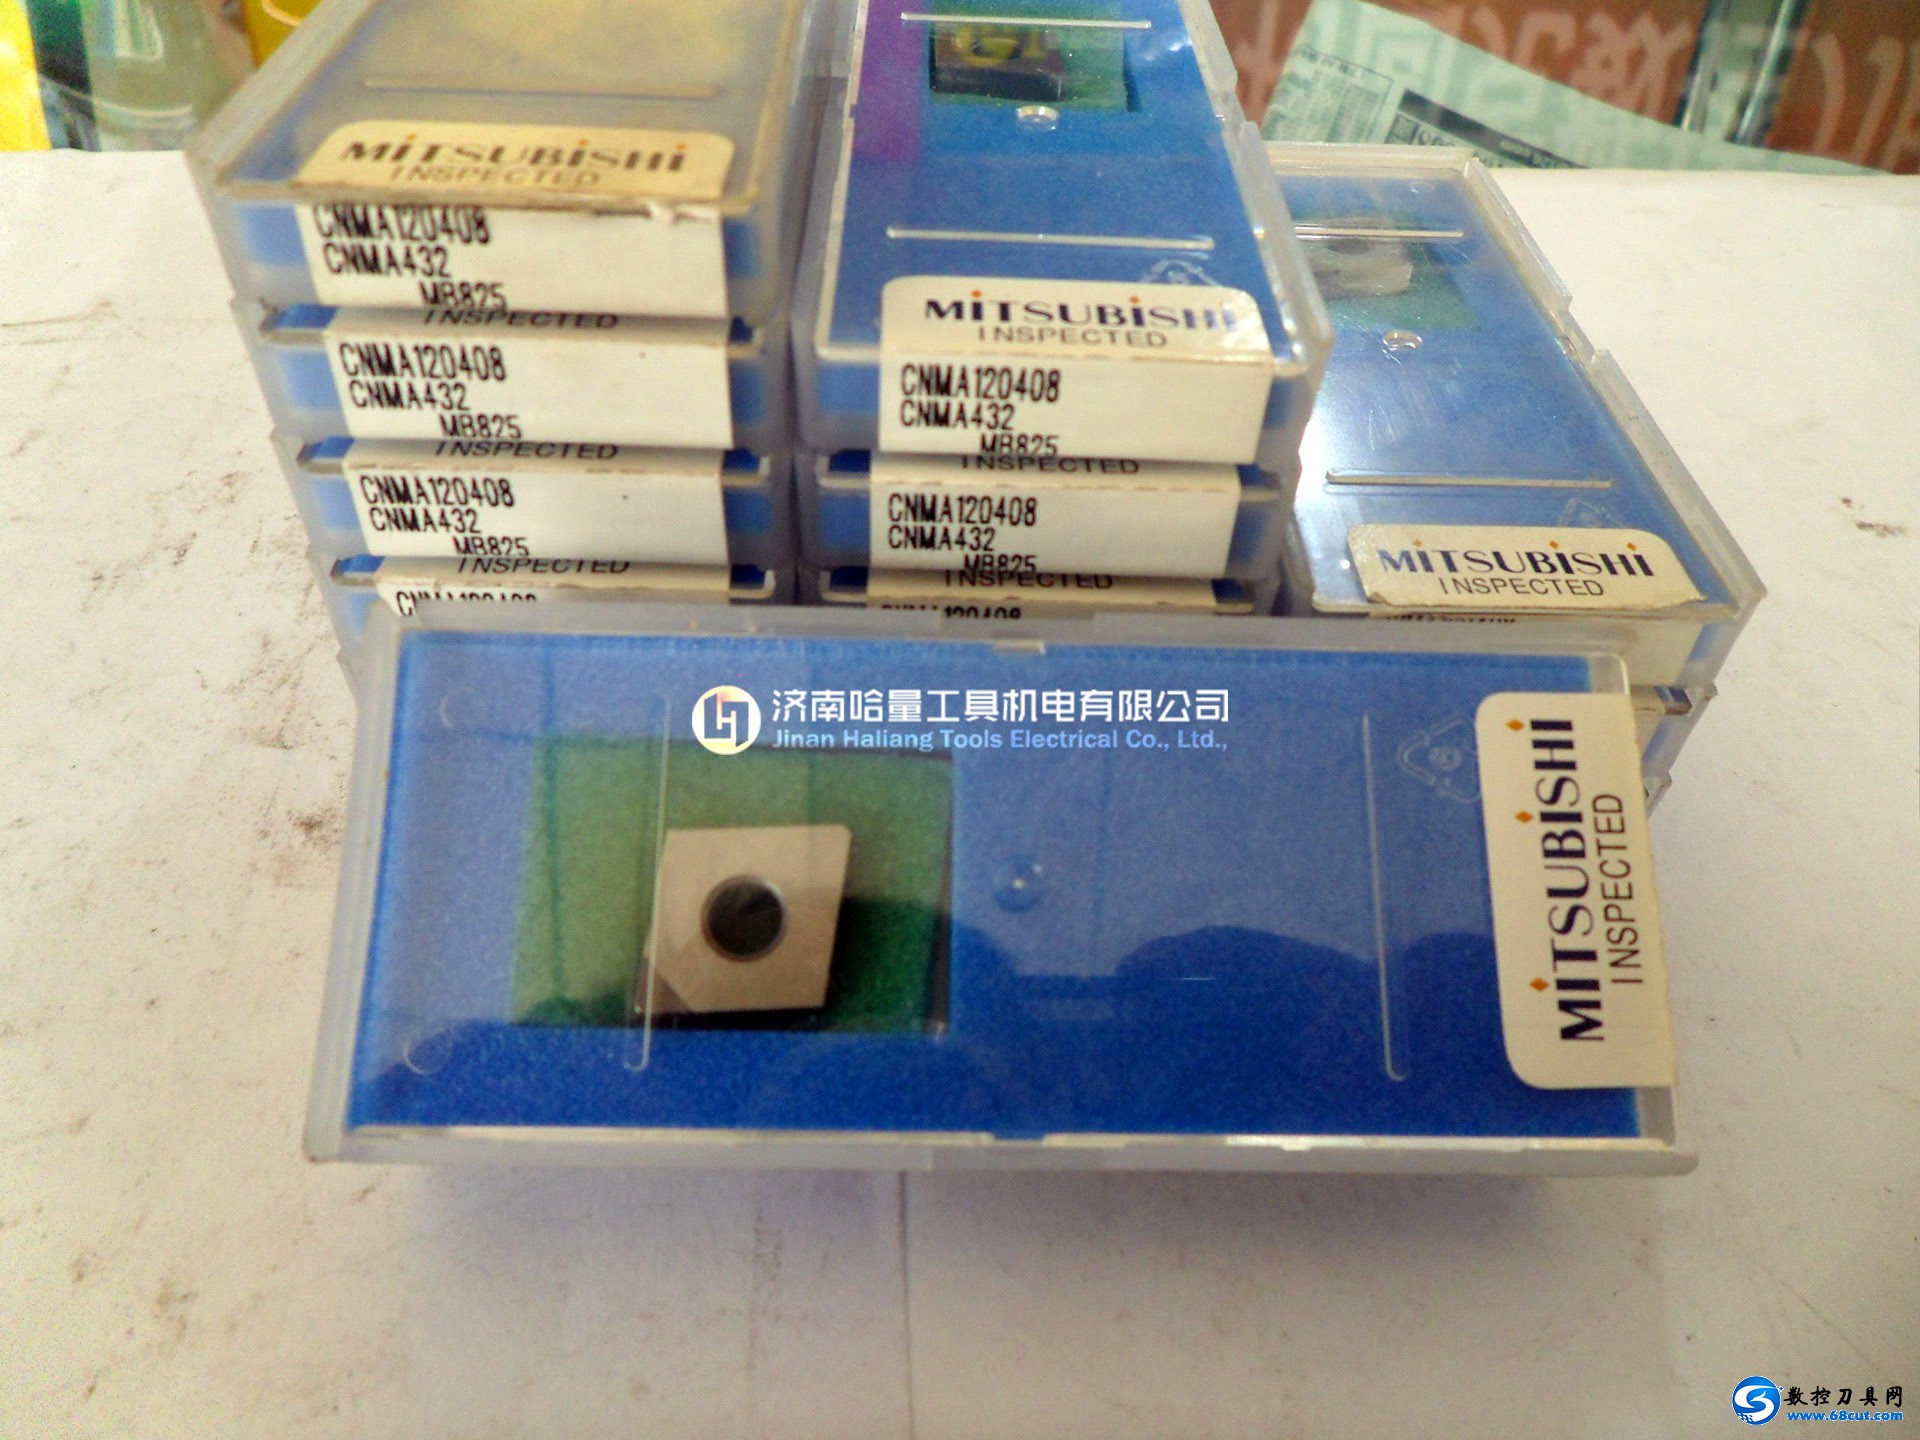 MITSUBISHI
INSPECTED
CNMA120408
CNMA432
MB825
INSPECTED
CNMA120408
CNMA432
MB825
INSPECTED
CNMA120408
CNMA432
MB825
INSPECTED
CNMA120408
MITSUBISHI
INSPECTED
CNMA120408
CNMA432
MB825
INSPECTED
CNMA120408
CNMA432
MB825
INSPECTED
CNMA120408
MITSUBISHI
INSPECTED
济南哈量工具机电有限公司
Jinan Haliang Tools Electrical Co., Ltd.,
MITSUBISHI
INSPECTED
数控刀具网
www.68cut.com